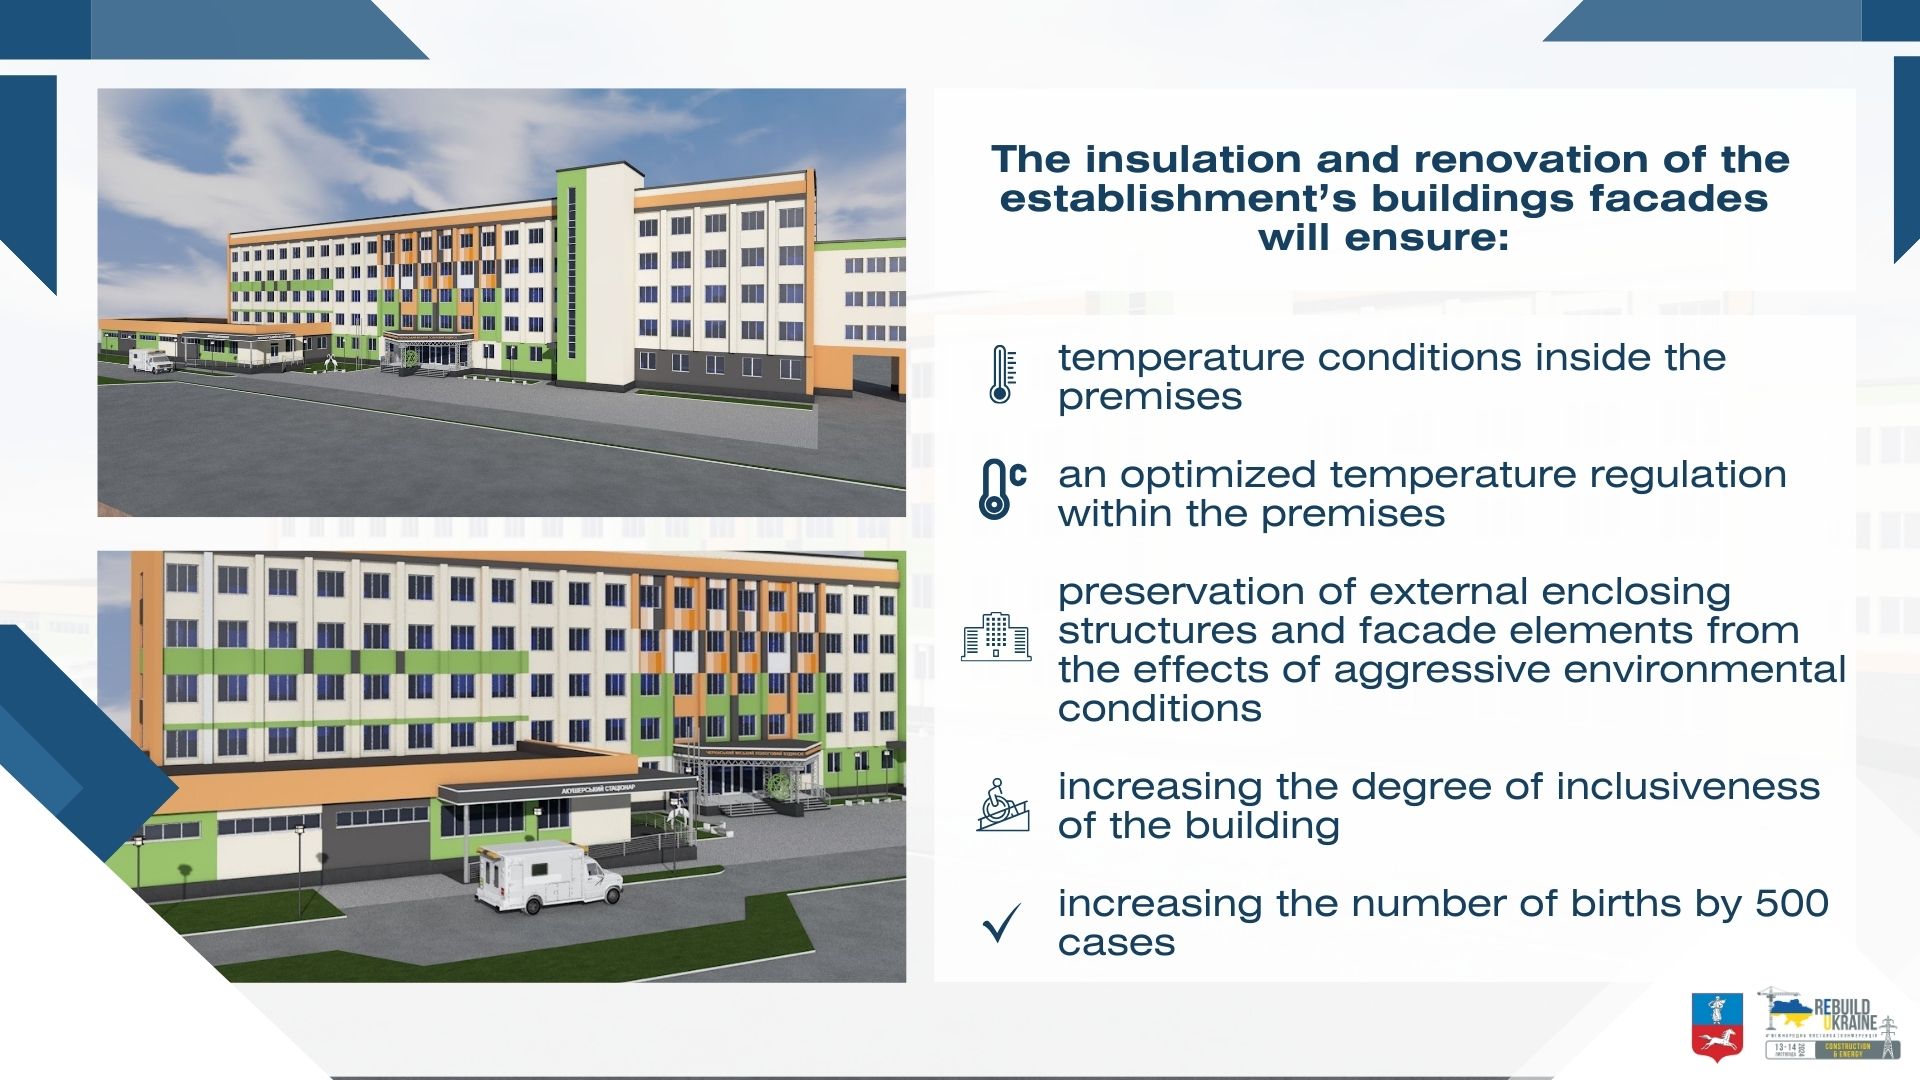 The insulation and renovation of the
establishment's buildings facades
will ensure:
temperature conditions inside the
premises
C
an optimized temperature regulation
within the premises
preservation of external enclosing
structures and facade elements from
the effects of aggressive environmental
conditions
increasing the degree of inclusiveness
of the building
increasing the number of births by 500
cases
ЧЕРКАСЬКИЙ МІСЬКИЙ ПОЛОГОВИЙ БУДИНОК
АКУШЕРСЬКИЙ СТАЦІОНАР
REBUILD
UKRAINE
13-14
ЛИСТОПАДА
2024
CONSTRUCTION
& ENERGY